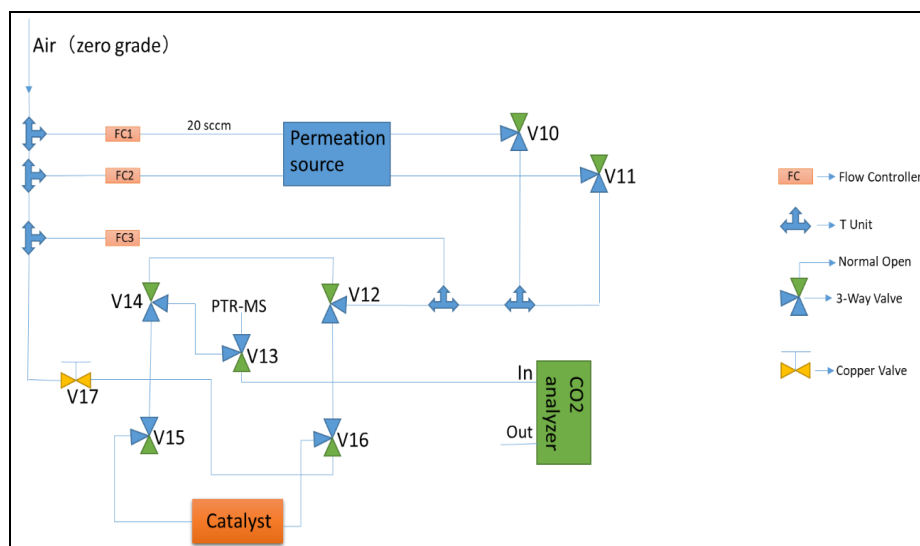 Air（zero grade）
FC1
20 sccm
Permeation
source
V10
FC2
V11
FC
Flow Controller
T Unit
FC3
Normal Open
V14
V12
3-Way Valve
PTR-MS
V13
In
CO2
analyzer
V17
Copper Valve
Out
V15
V16
Catalyst